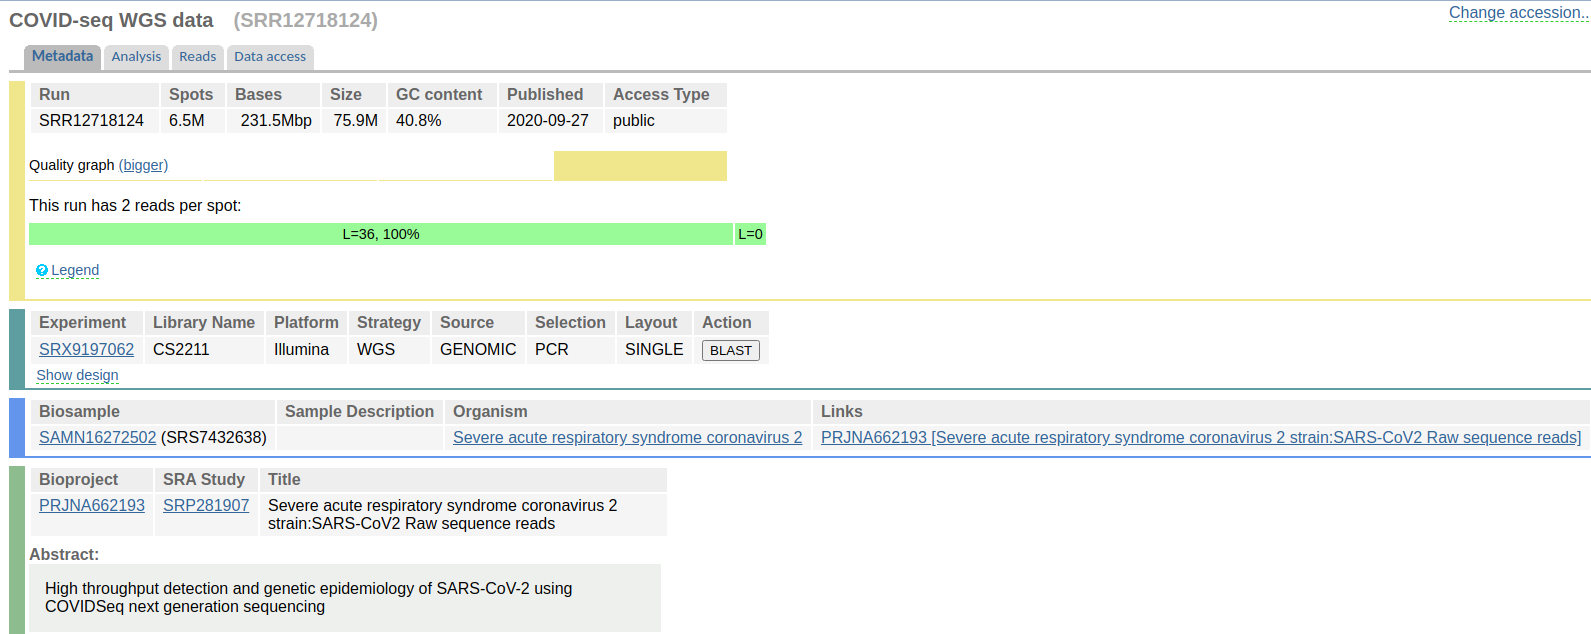 COVID-seq WGS data (SRR12718124)
Change accession..
Metadata Analysis Reads Data access
Run Spots Bases Size GC content Published Access Type
SRR12718124 6.5M 231.5Mbp 75.9M 40.8% 2020-09-27 public
Quality graph (bigger)
This run has 2 reads per spot:
L=36, 100% L=0
? Legend
Experiment Library Name Platform Strategy Source Selection Layout Action
SRX9197062 CS2211 Illumina WGS GENOMIC PCR SINGLE BLAST
Show design
Biosample Sample Description Organism Links
SAMN16272502 (SRS7432638) Severe acute respiratory syndrome coronavirus 2 PRJNA662193 [Severe acute respiratory syndrome coronavirus 2 strain:SARS-CoV2 Raw sequence reads]
Bioproject SRA Study Title
PRJNA662193 SRP281907 Severe acute respiratory syndrome coronavirus 2
strain:SARS-CoV2 Raw sequence reads
Abstract:
High throughput detection and genetic epidemiology of SARS-CoV-2 using
COVIDSeq next generation sequencing